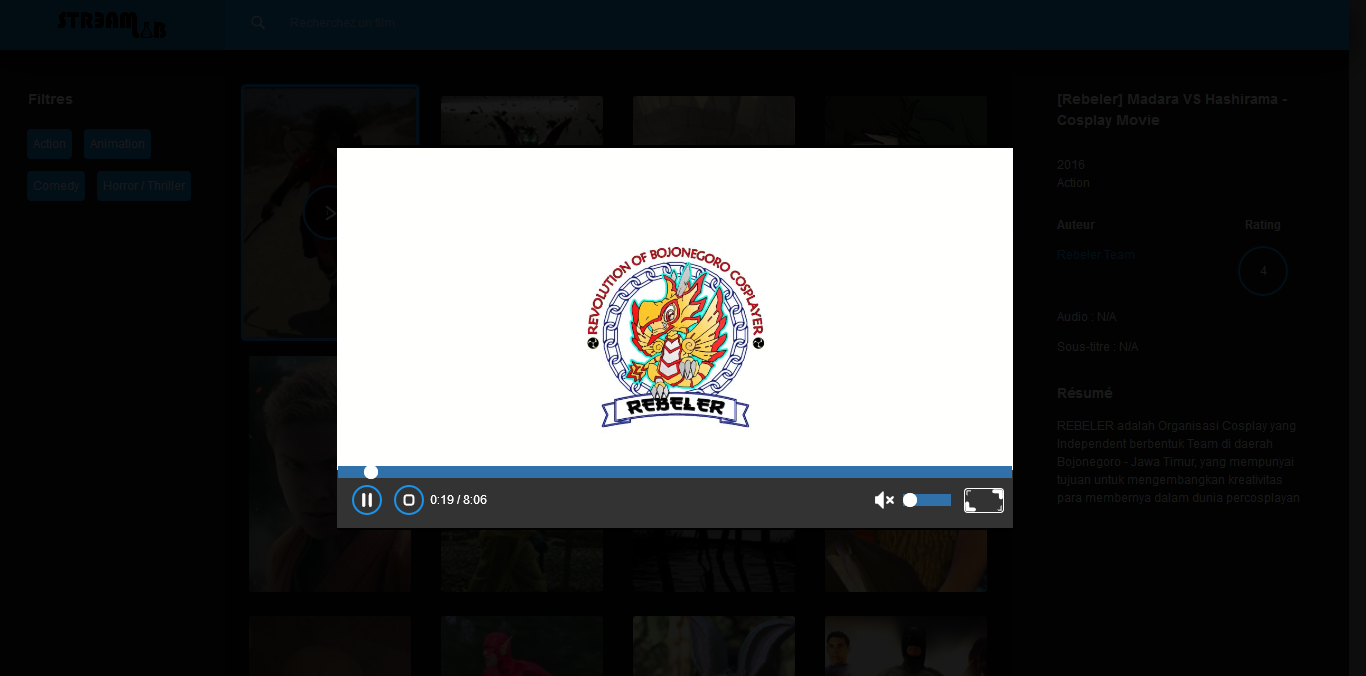 STR3AM
LAB
Recherchez un film
Filtres
Action
Animation
Comedy
Horror / Thriller
REVOLUTION OF BOJONEGORO COSPLAYER
REBELER
0:19 / 8:06
[Rebeler] Madara VS Hashirama -
Cosplay Movie
2016
Action
Auteur
Rating
Rebeler Team
4
Audio : N/A
Sous-titre : N/A
Résumé
REBELER adalah Organisasi Cosplay yang
Independent berbentuk Team di daerah
Bojonegoro - Jawa Timur, yang mempunyai
tujuan untuk mengembangkan kreativitas
para membernya dalam dunia percosplayan